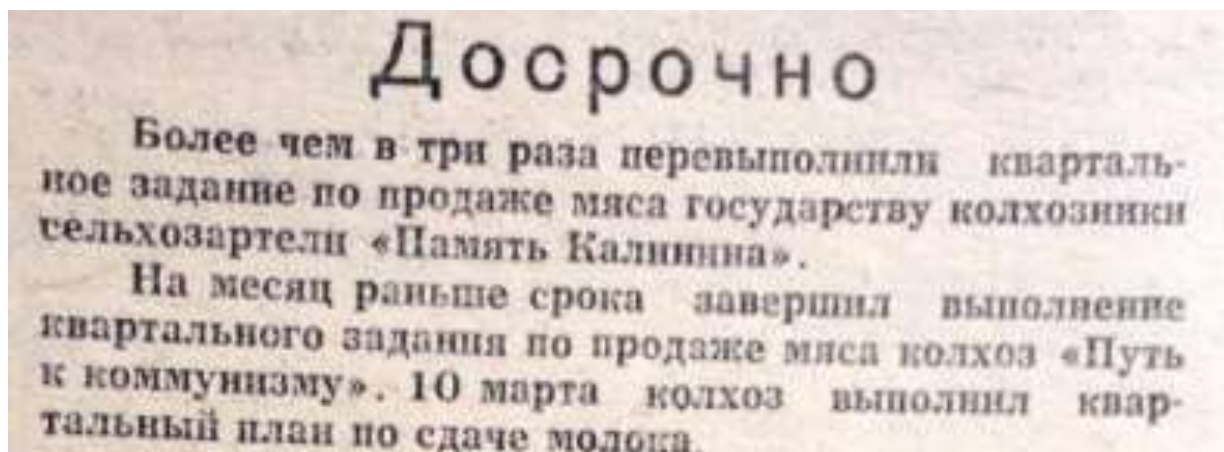 Досрочно
Более чем в три раза перевыполнили кварталь-
ное задание по продаже мяса государству колхозники
сельхозартели «Память Калинина».
На месяц раньше срока завершил выполнение
квартального задания по продаже мяса колхоз «Путь
к коммунизму». 10 марта колхоз выполнил квар-
тальный план по сдаче молока.